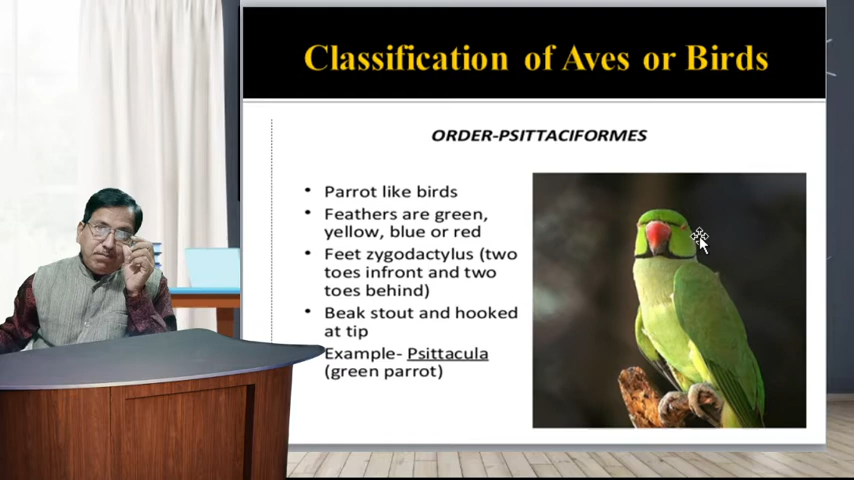 Classification of Aves or Birds
ORDER-PSITTACIFORMES
• Parrot like birds
• Feathers are green,
yellow, blue or red
• Feet zygodactylus (two
toes infront and two
toes behind)
• Beak stout and hooked
at tip
Example- Psittacula
(green parrot)